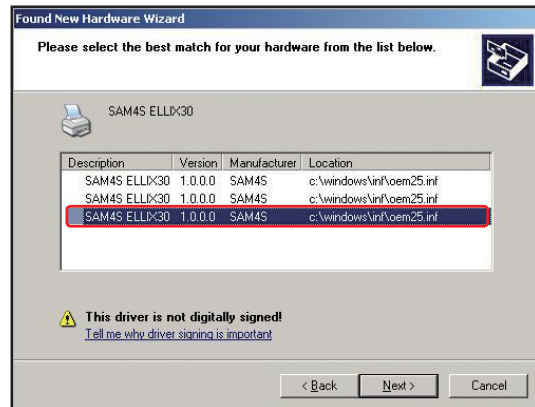 Found New Hardware Wizard
Please select the best match for your hardware from the list below.
SAM4S ELLIX30
Description Version Manufacturer Location
SAM4S ELLIX30 1.0.0.0 SAM4S c:\windows\inf\oem25.inf
SAM4S ELLIX30 1.0.0.0 SAM4S c:\windows\inf\oem25.inf
SAM4S ELLIX30 1.0.0.0 SAM4S c:\windows\inf\oem25.inf
This driver is not digitally signed!
Tell me why driver signing is important
< Back Next > Cancel